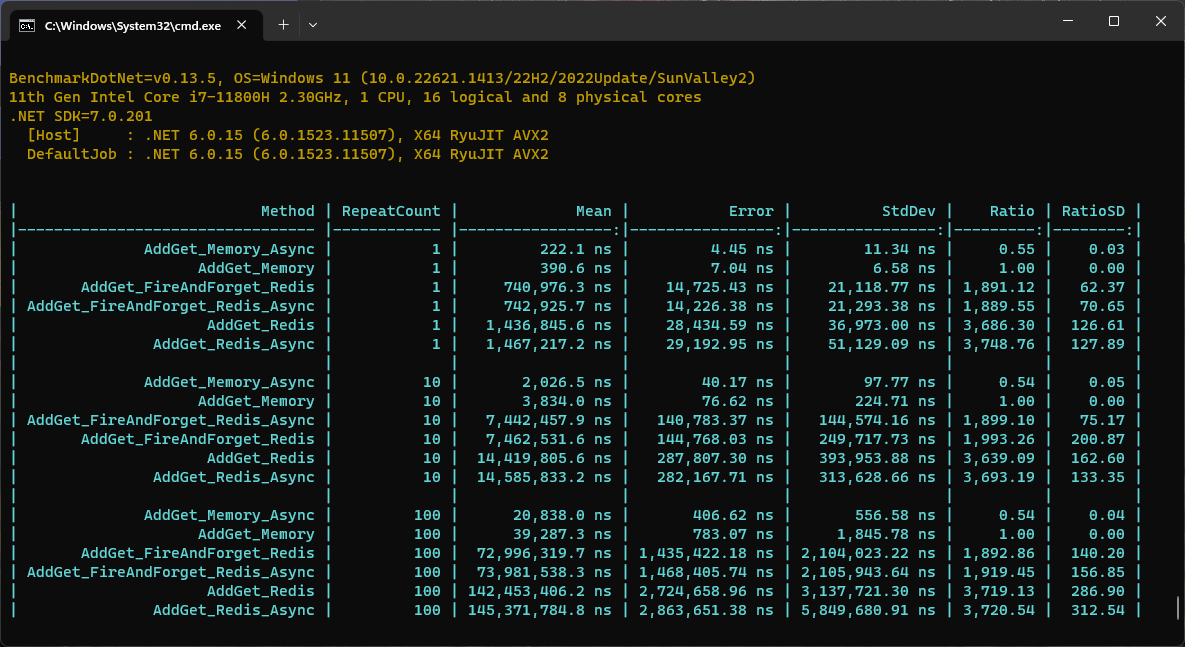 C:\Windows\System32\cmd.exe
BenchmarkDotNet=v0.13.5, OS=Windows 11 (10.0.22621.1413/22H2/2022Update/SunValley2)
11th Gen Intel Core i7-11800H 2.30GHz, 1 CPU, 16 logical and 8 physical cores
.NET SDK=7.0.201
[Host]     : .NET 6.0.15 (6.0.1523.11507), X64 RyuJIT AVX2
DefaultJob : .NET 6.0.15 (6.0.1523.11507), X64 RyuJIT AVX2
| Method | RepeatCount | Mean | Error | StdDev | Ratio | RatioSD |
|--------------------------------- |------------ |-----------------:|----------------:|----------------:|---------:|--------:|
| AddGet_Memory_Async | 1 | 222.1 ns | 4.45 ns | 11.34 ns | 0.55 | 0.03 |
| AddGet_Memory | 1 | 390.6 ns | 7.04 ns | 6.58 ns | 1.00 | 0.00 |
| AddGet_FireAndForget_Redis | 1 | 740,976.3 ns | 14,725.43 ns | 21,118.77 ns | 1,891.12 | 62.37 |
| AddGet_FireAndForget_Redis_Async | 1 | 742,925.7 ns | 14,226.38 ns | 21,293.38 ns | 1,889.55 | 70.65 |
| AddGet_Redis | 1 | 1,436,845.6 ns | 28,434.59 ns | 36,973.00 ns | 3,686.30 | 126.61 |
| AddGet_Redis_Async | 1 | 1,467,217.2 ns | 29,192.95 ns | 51,129.09 ns | 3,748.76 | 127.89 |
| | | | | | | |
| AddGet_Memory_Async | 10 | 2,026.5 ns | 40.17 ns | 97.77 ns | 0.54 | 0.05 |
| AddGet_Memory | 10 | 3,834.0 ns | 76.62 ns | 224.71 ns | 1.00 | 0.00 |
| AddGet_FireAndForget_Redis_Async | 10 | 7,442,457.9 ns | 140,783.37 ns | 144,574.16 ns | 1,899.10 | 75.17 |
| AddGet_FireAndForget_Redis | 10 | 7,462,531.6 ns | 144,768.03 ns | 249,717.73 ns | 1,993.26 | 200.87 |
| AddGet_Redis | 10 | 14,419,805.6 ns | 287,807.30 ns | 393,953.88 ns | 3,639.09 | 162.60 |
| AddGet_Redis_Async | 10 | 14,585,833.2 ns | 282,167.71 ns | 313,628.66 ns | 3,693.19 | 133.35 |
| | | | | | | |
| AddGet_Memory_Async | 100 | 20,838.0 ns | 406.62 ns | 556.58 ns | 0.54 | 0.04 |
| AddGet_Memory | 100 | 39,287.3 ns | 783.07 ns | 1,845.78 ns | 1.00 | 0.00 |
| AddGet_FireAndForget_Redis | 100 | 72,996,319.7 ns | 1,435,422.18 ns | 2,104,023.22 ns | 1,892.86 | 140.20 |
| AddGet_FireAndForget_Redis_Async | 100 | 73,981,538.3 ns | 1,468,405.74 ns | 2,105,943.64 ns | 1,919.45 | 156.85 |
| AddGet_Redis | 100 | 142,453,406.2 ns | 2,724,658.96 ns | 3,137,721.30 ns | 3,719.13 | 286.90 |
| AddGet_Redis_Async | 100 | 145,371,784.8 ns | 2,863,651.38 ns | 5,849,680.91 ns | 3,720.54 | 312.54 |